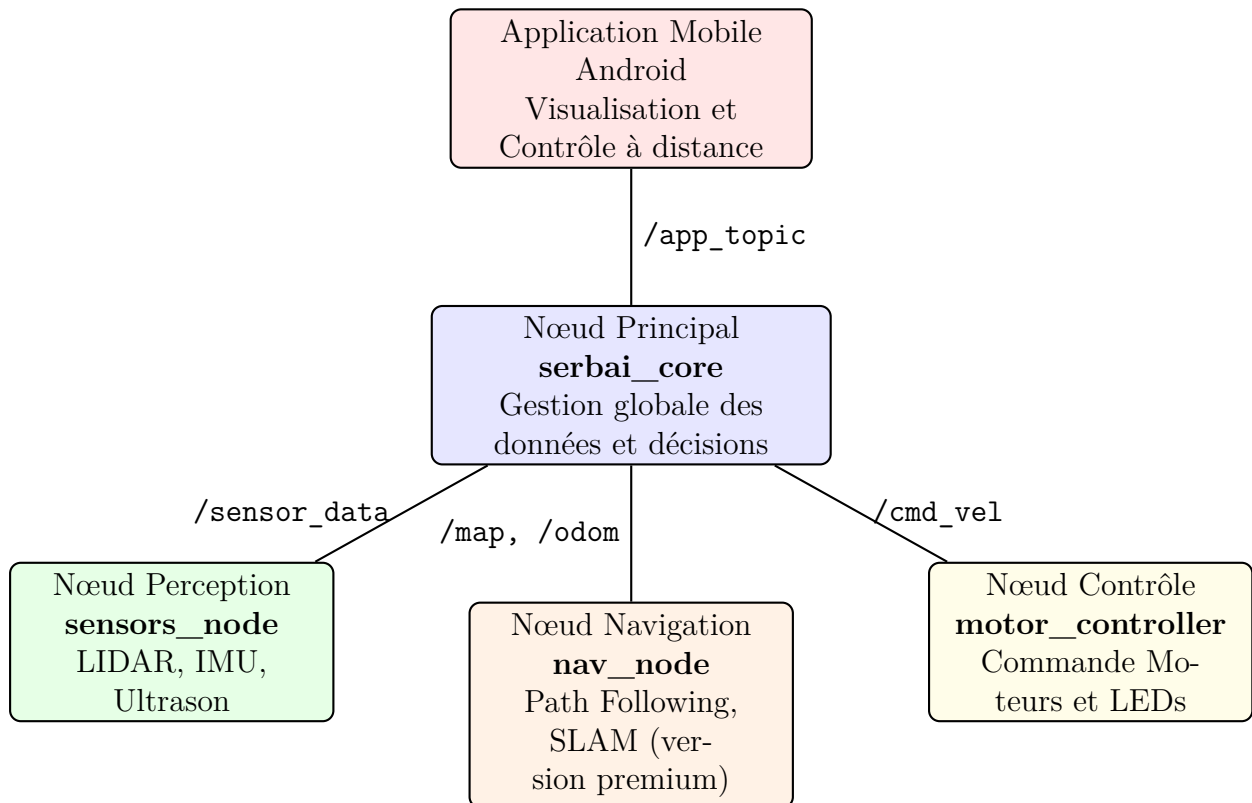 Application Mobile
Android
Visualisation et
Contrôle à distance
/app_topic
Nœud Principal
serbai_core
Gestion globale des
données et décisions
/sensor_data
/map, /odom
/cmd_vel
Nœud Perception
sensors_node
LIDAR, IMU,
Ultrason
Nœud Navigation
nav_node
Path Following,
SLAM (ver-
sion premium)
Nœud Contrôle
motor_controller
Commande Mo-
teurs et LEDs